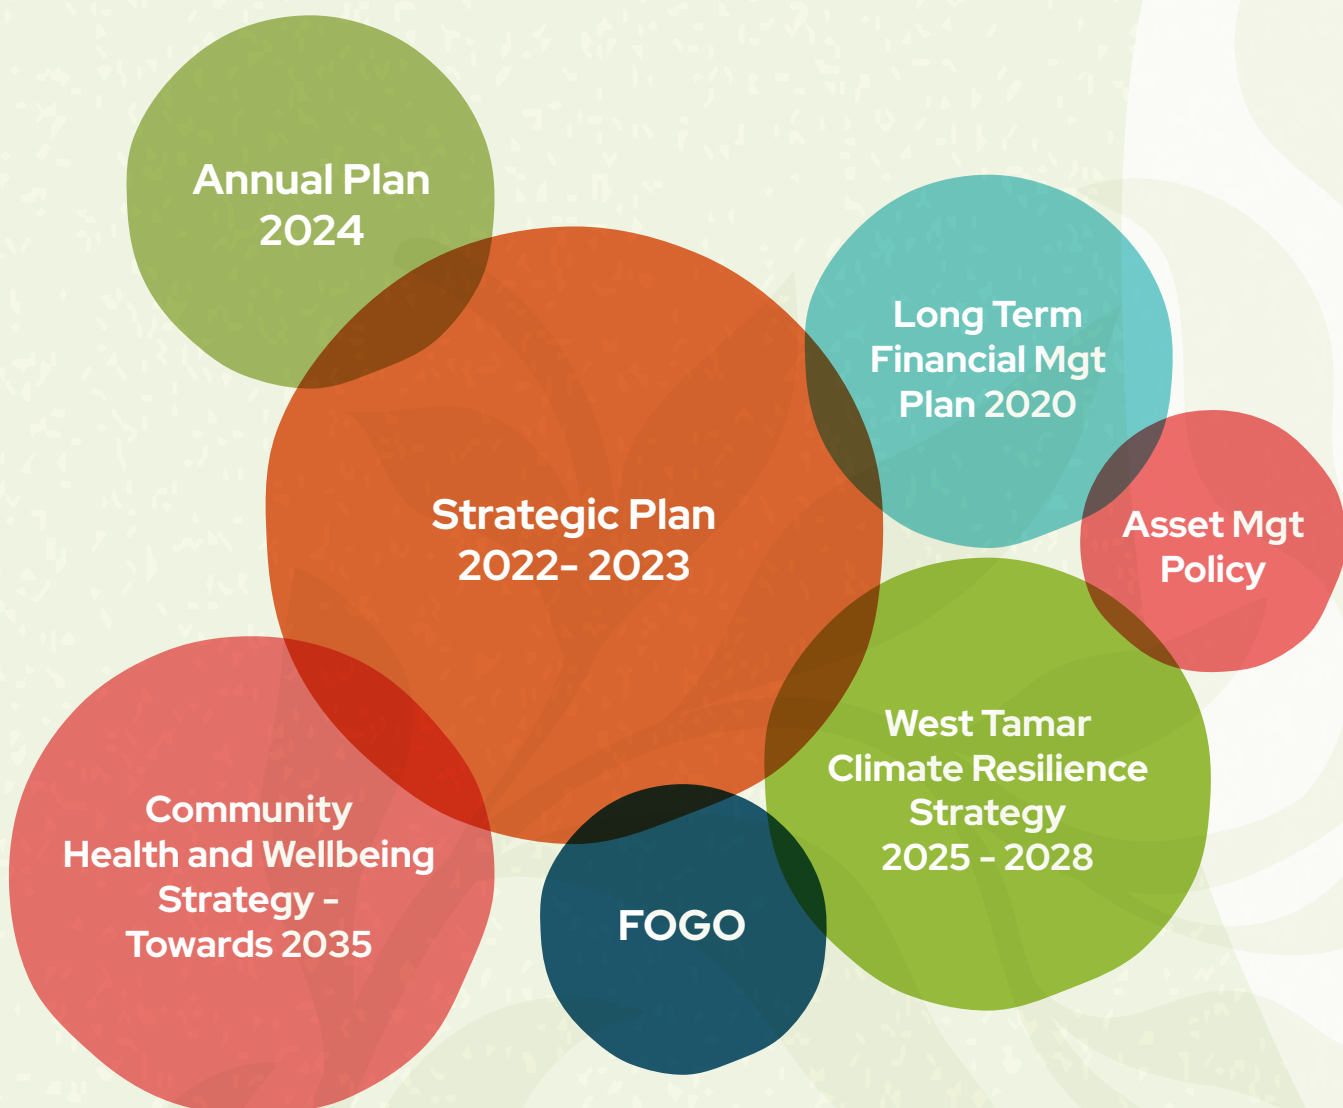 Annual Plan
2024
Long Term
Financial Mgt
Plan 2020
Strategic Plan
2022- 2023
Asset Mgt
Policy
West Tamar
Climate Resilience
Strategy
2025 - 2028
Community
Health and Wellbeing
Strategy -
Towards 2035
FOGO